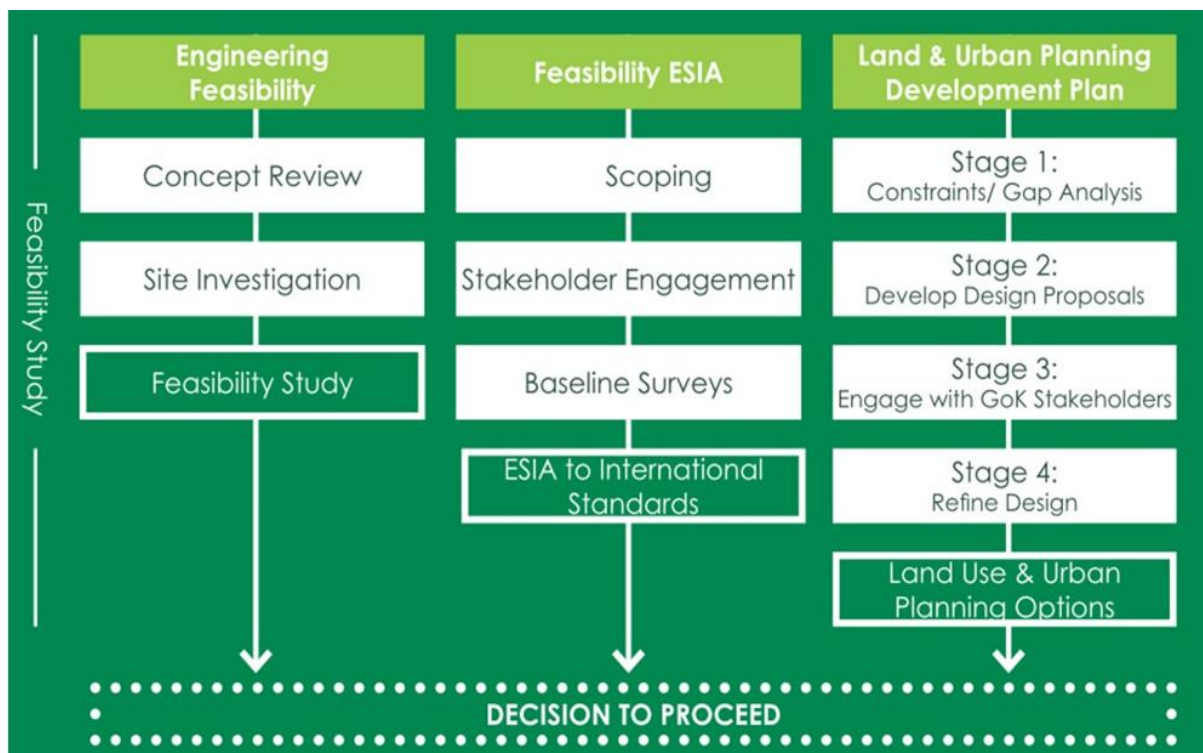 Feasibility Study
Engineering
Feasibility
Concept Review
Site Investigation
Feasibility Study
Feasibility ESIA
Scoping
Stakeholder Engagement
Baseline Surveys
ESIA to International
Standards
Land & Urban Planning
Development Plan
Stage 1:
Constraints/ Gap Analysis
Stage 2:
Develop Design Proposals
Stage 3:
Engage with GoK Stakeholders
Stage 4:
Refine Design
Land Use & Urban
Planning Options
DECISION TO PROCEED